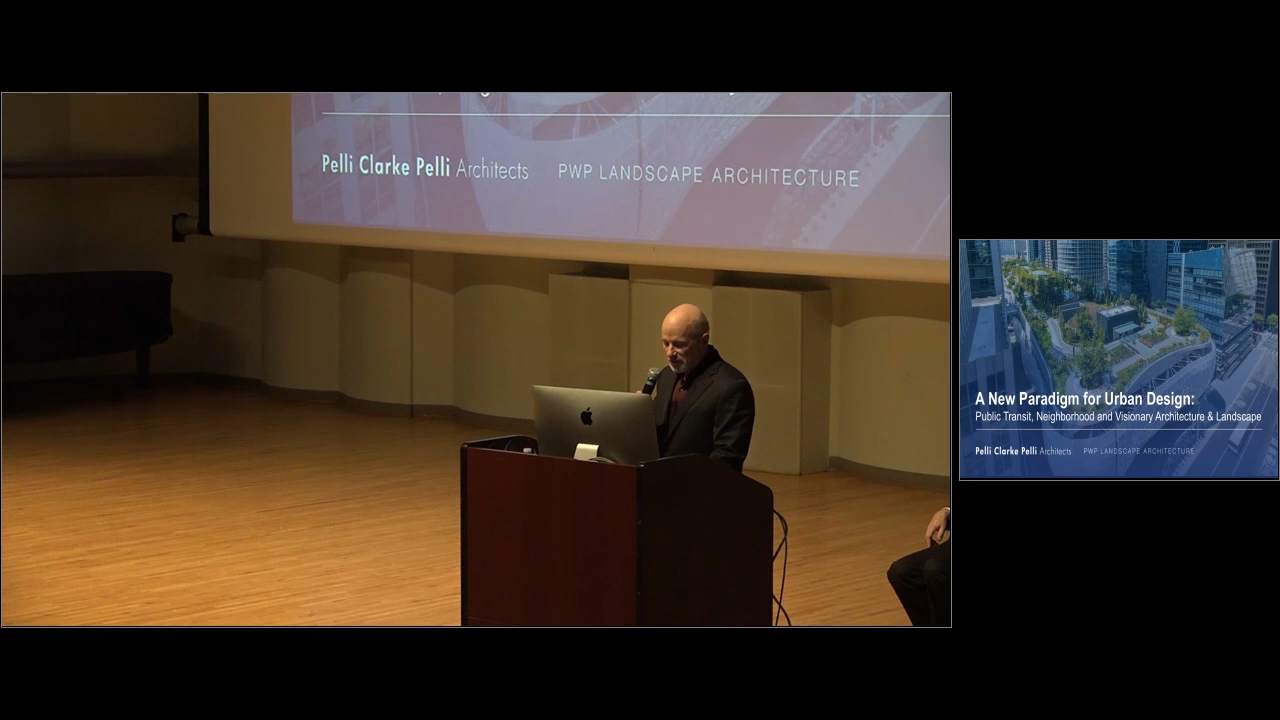 Pelli Clarke Pelli Architects PWP LANDSCAPE ARCHITECTURE
A New Paradigm for Urban Design:
Public Transit, Neighborhood and Visionary Architecture & Landscape
Pelli Clarke Pelli Architects PWP LANDSCAPE ARCHITECTURE